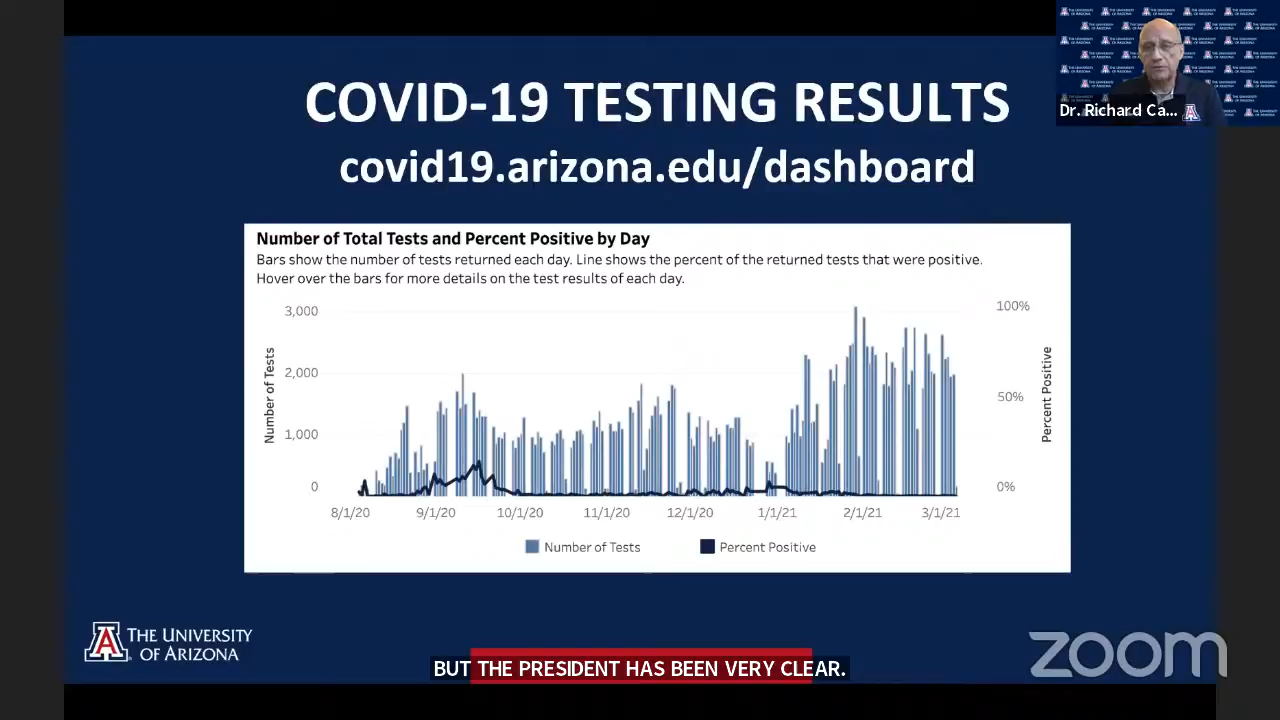 COVID-19 TESTING RESULTS
covid19.arizona.edu/dashboard
Dr. Richard Ca...
Number of Total Tests and Percent Positive by Day
Bars show the number of tests returned each day. Line shows the percent of the returned tests that were positive.
Hover over the bars for more details on the test results of each day.
3,000
2,000
1,000
0
Number of Tests
100%
50%
0%
Percent Positive
8/1/20 9/1/20 10/1/20 11/1/20 12/1/20 1/1/21 2/1/21 3/1/21
Number of Tests Percent Positive
A THE UNIVERSITY
OF ARIZONA
zoom
BUT THE PRESIDENT HAS BEEN VERY CLEAR.